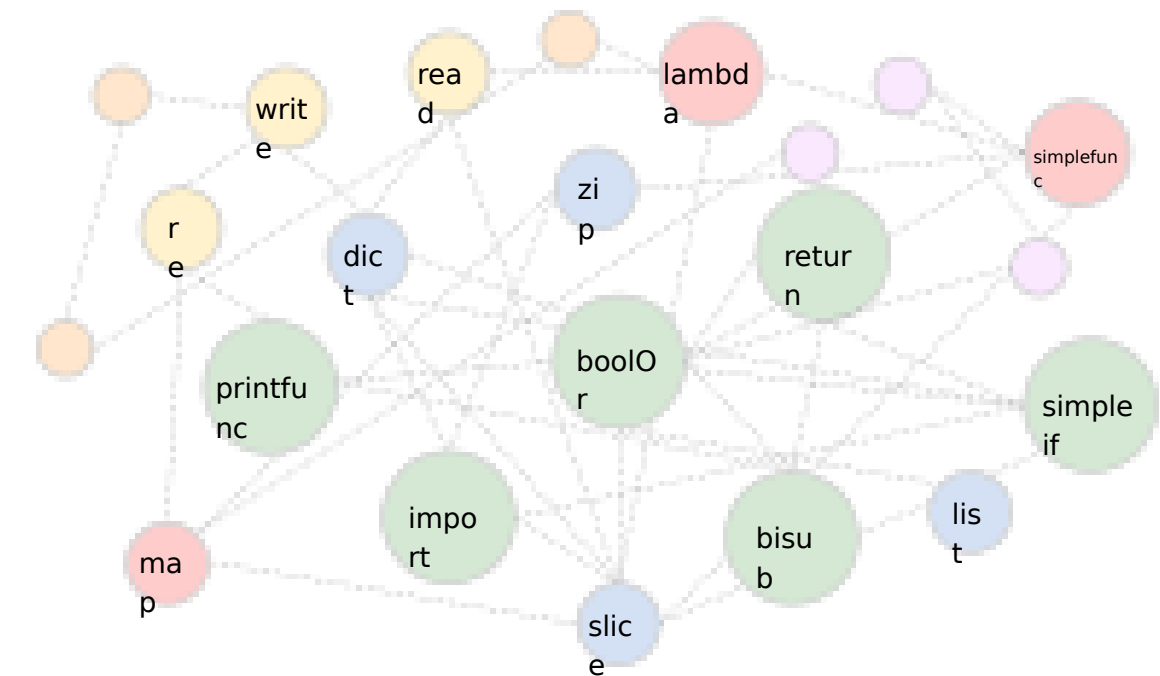 rea
d
lambd
a
writ
e
simplefun
c
zi
p
r
e
dic
t
retur
n
boolO
r
printfu
nc
simple
if
impo
rt
lis
t
bisu
b
ma
p
slic
e